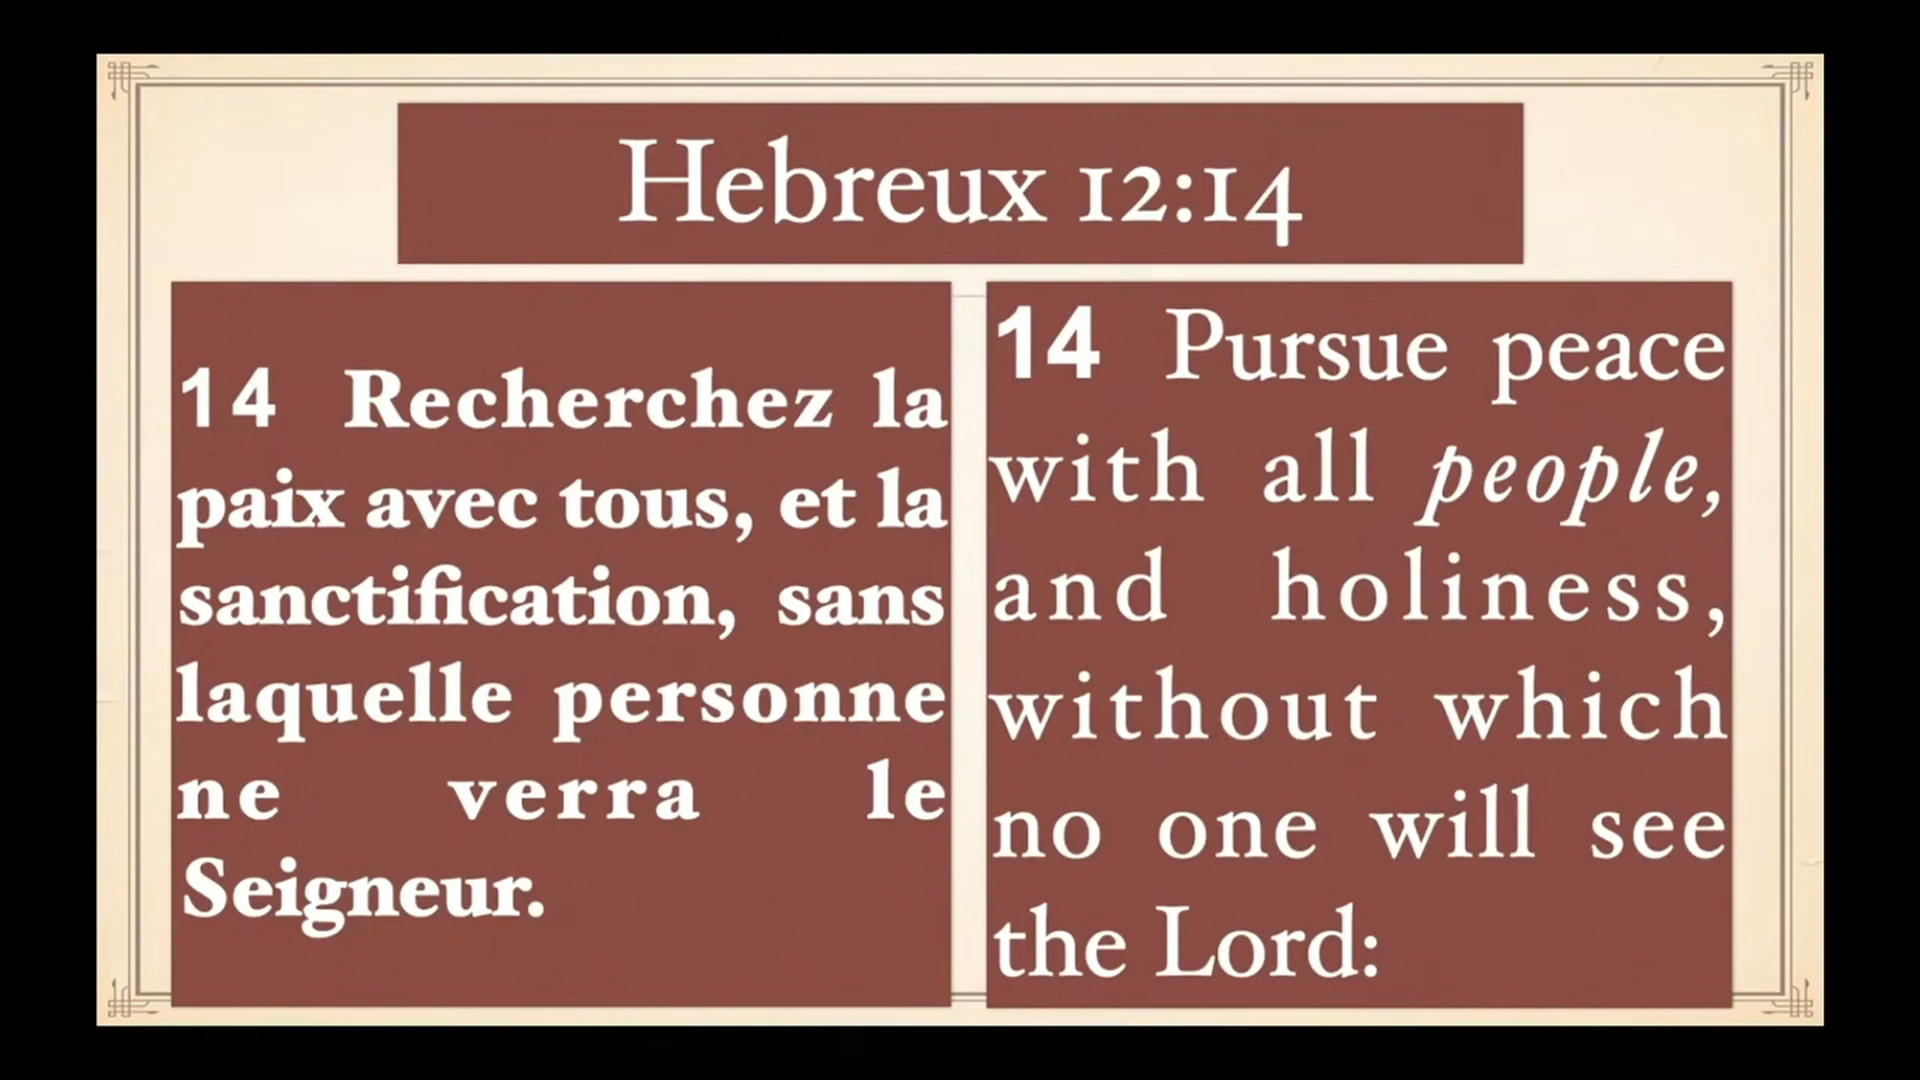 Hebreux 12:14
14 Recherchez la
paix avec tous, et la
sanctification, sans
laquelle personne
ne verra le
Seigneur.
14 Pursue peace
with all people,
and holiness,
without which
no one will see
the Lord: